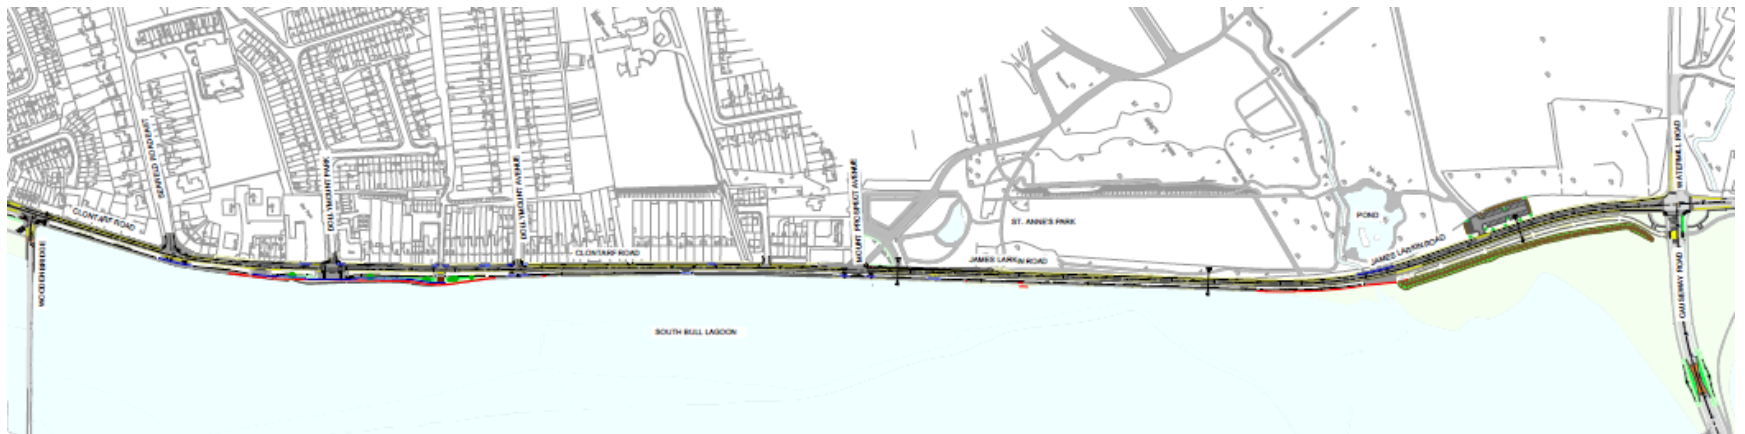 CLONTARF ROAD
WOODEN BRIDGE
SEAFIELD ROAD EAST
DOLLYMOUNT PARK
DOLLYMOUNT AVENUE
CLONTARF ROAD
MOUNT PROSPECT AVENUE
ST. ANNE'S PARK
JAMES LARKIN ROAD
POND
JAMES LARKIN ROAD
WATERMILL ROAD
CAUSEWAY ROAD
SOUTH BULL LAGOON